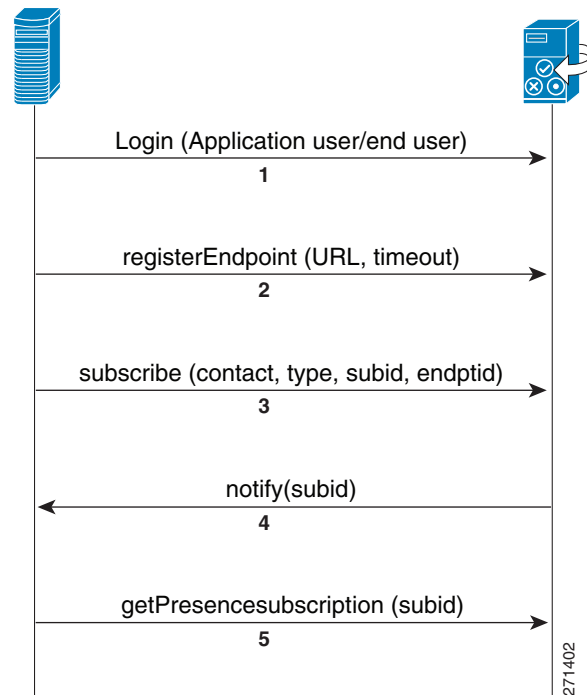 Login (Application user/end user)
1
registerEndpoint (URL, timeout)
2
subscribe (contact, type, subid, endptid)
3
notify(subid)
4
getPresencesubscription (subid)
5
271402